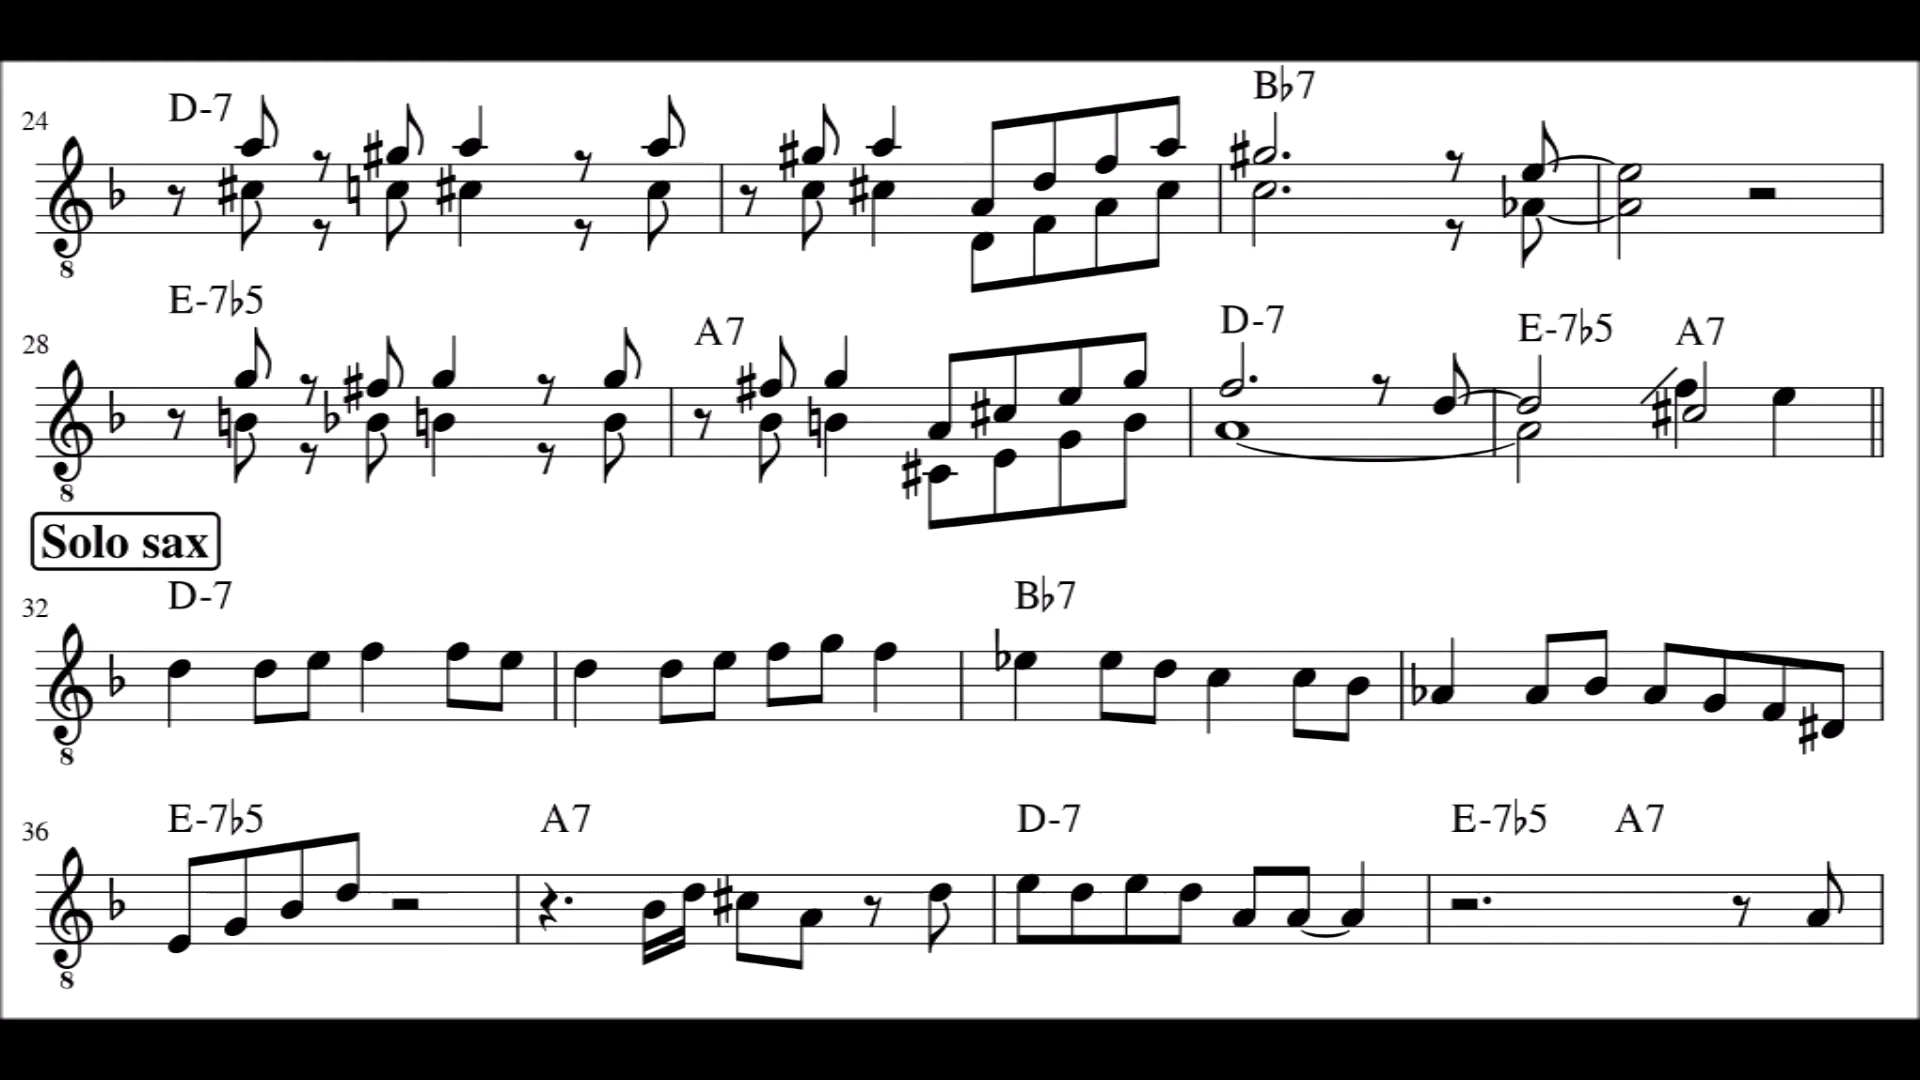 24 D-7 B♭7
8
28 E-7♭5 A7 D-7 E-7♭5 A7
8
Solo sax
32 D-7 B♭7
8
36 E-7♭5 A7 D-7 E-7♭5 A7
8